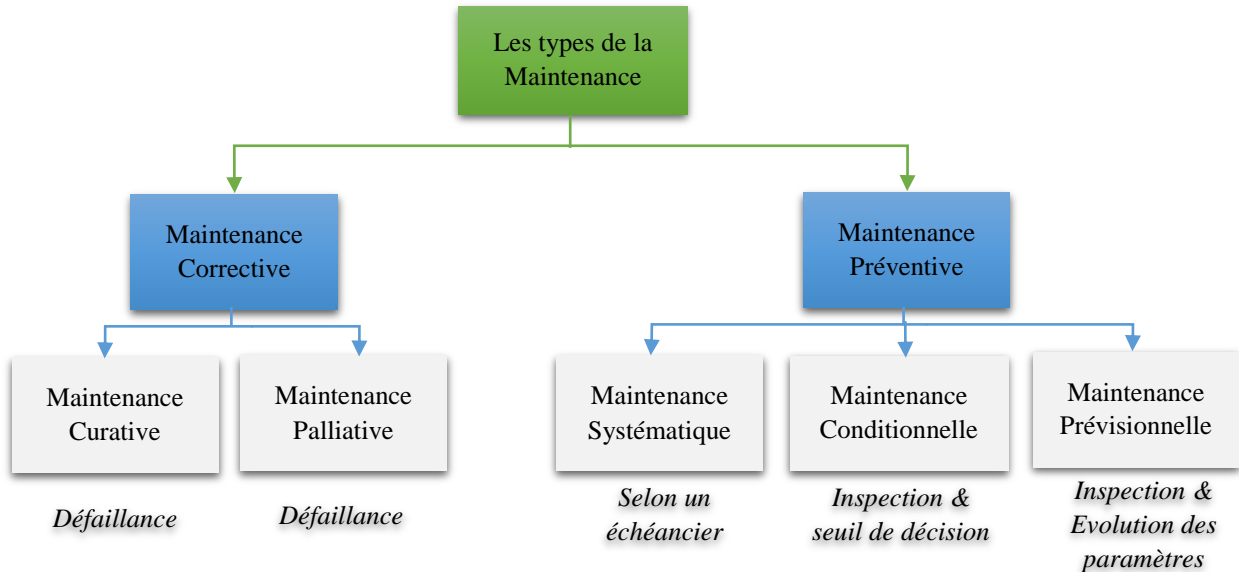 Les types de la
Maintenance
Maintenance
Corrective
Maintenance
Préventive
Maintenance
Curative
Maintenance
Palliative
Maintenance
Systématique
Maintenance
Conditionnelle
Maintenance
Prévisionnelle
Défaillance
Défaillance
Selon un
échéancier
Inspection &
seuil de décision
Inspection &
Evolution des
paramètres